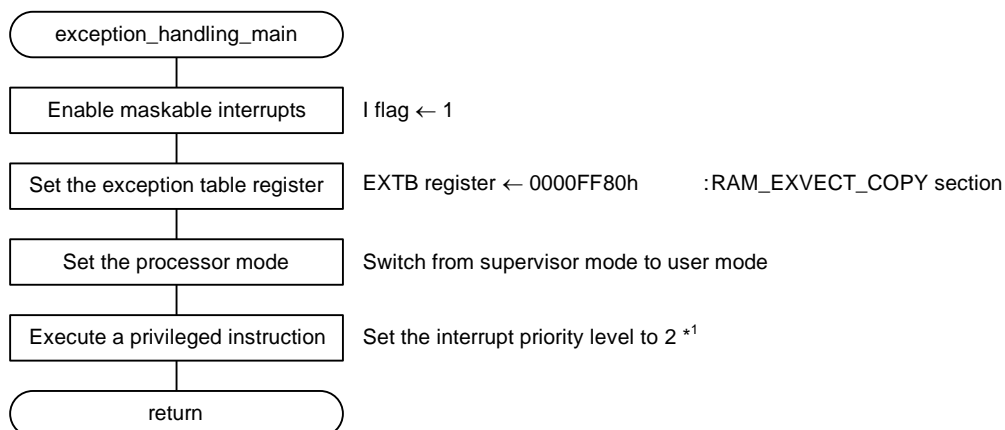 exception_handling_main
Enable maskable interrupts I flag ← 1
Set the exception table register EXTB register ← 0000FF80h :RAM_EXVECT_COPY section
Set the processor mode Switch from supervisor mode to user mode
Execute a privileged instruction Set the interrupt priority level to 2 *1
return